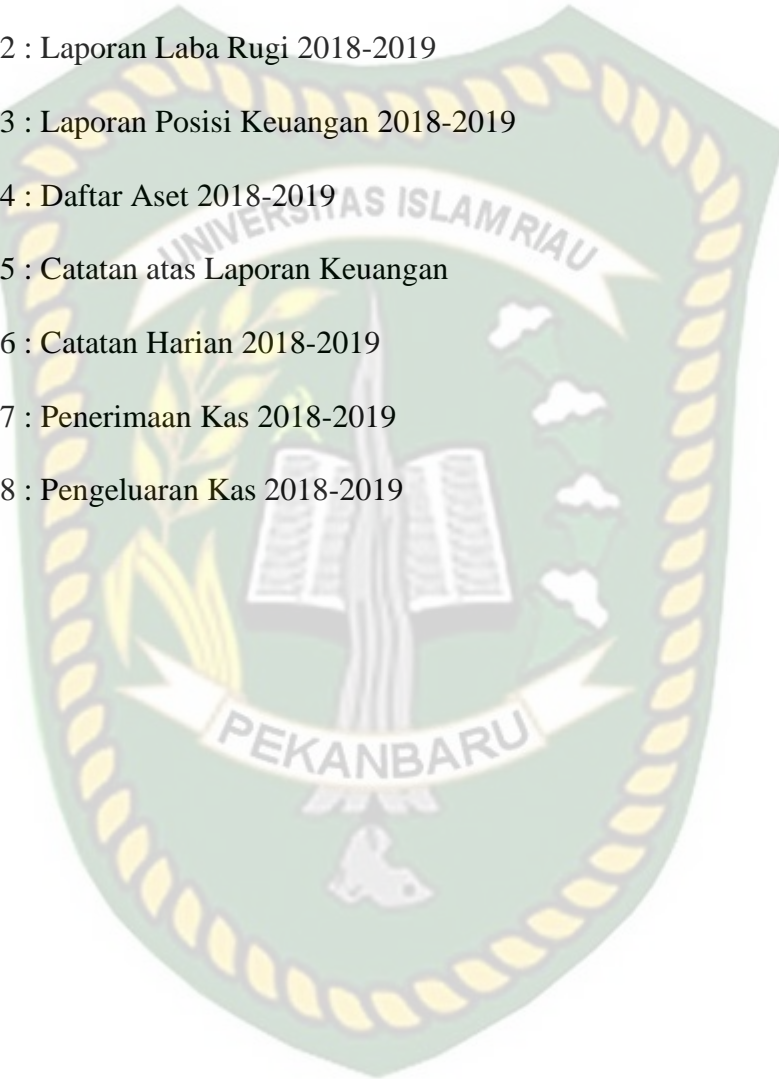 2 : Laporan Laba Rugi 2018-2019
3 : Laporan Posisi Keuangan 2018-2019
4 : Daftar Aset 2018-2019
UNIVERSITAS ISLAM RIAU
5 : Catatan atas Laporan Keuangan
6 : Catatan Harian 2018-2019
7 : Penerimaan Kas 2018-2019
8 : Pengeluaran Kas 2018-2019
PEKANBARU